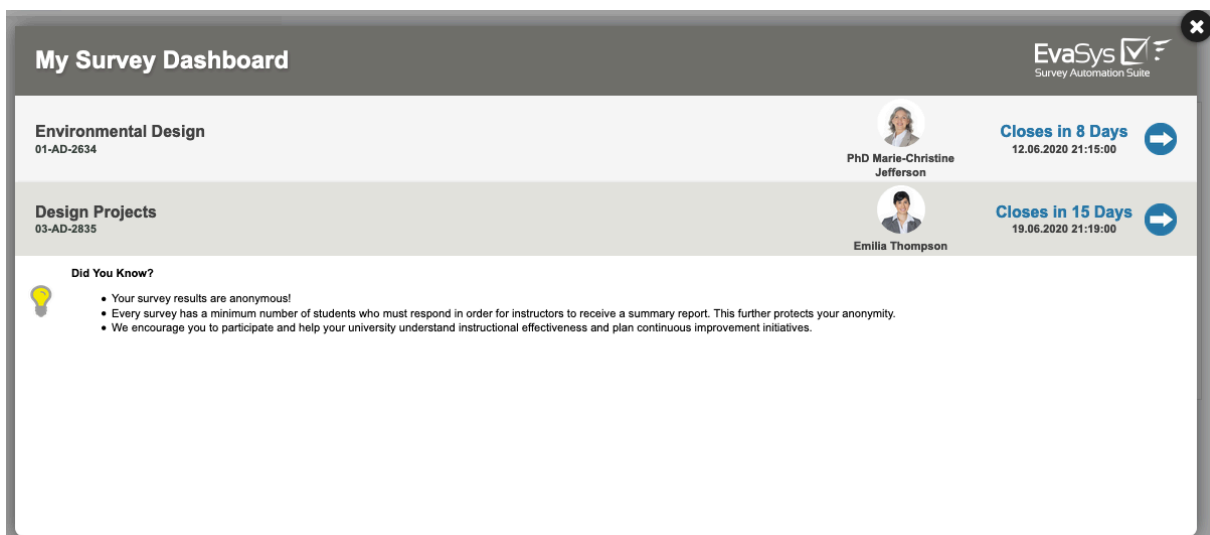 My Survey Dashboard
EvaSys
Survey Automation Suite
Environmental Design
01-AD-2634
PhD Marie-Christine
Jefferson
Closes in 8 Days
12.06.2020 21:15:00
Design Projects
03-AD-2835
Emilia Thompson
Closes in 15 Days
19.06.2020 21:19:00
Did You Know?
• Your survey results are anonymous!
• Every survey has a minimum number of students who must respond in order for instructors to receive a summary report. This further protects your anonymity.
• We encourage you to participate and help your university understand instructional effectiveness and plan continuous improvement initiatives.